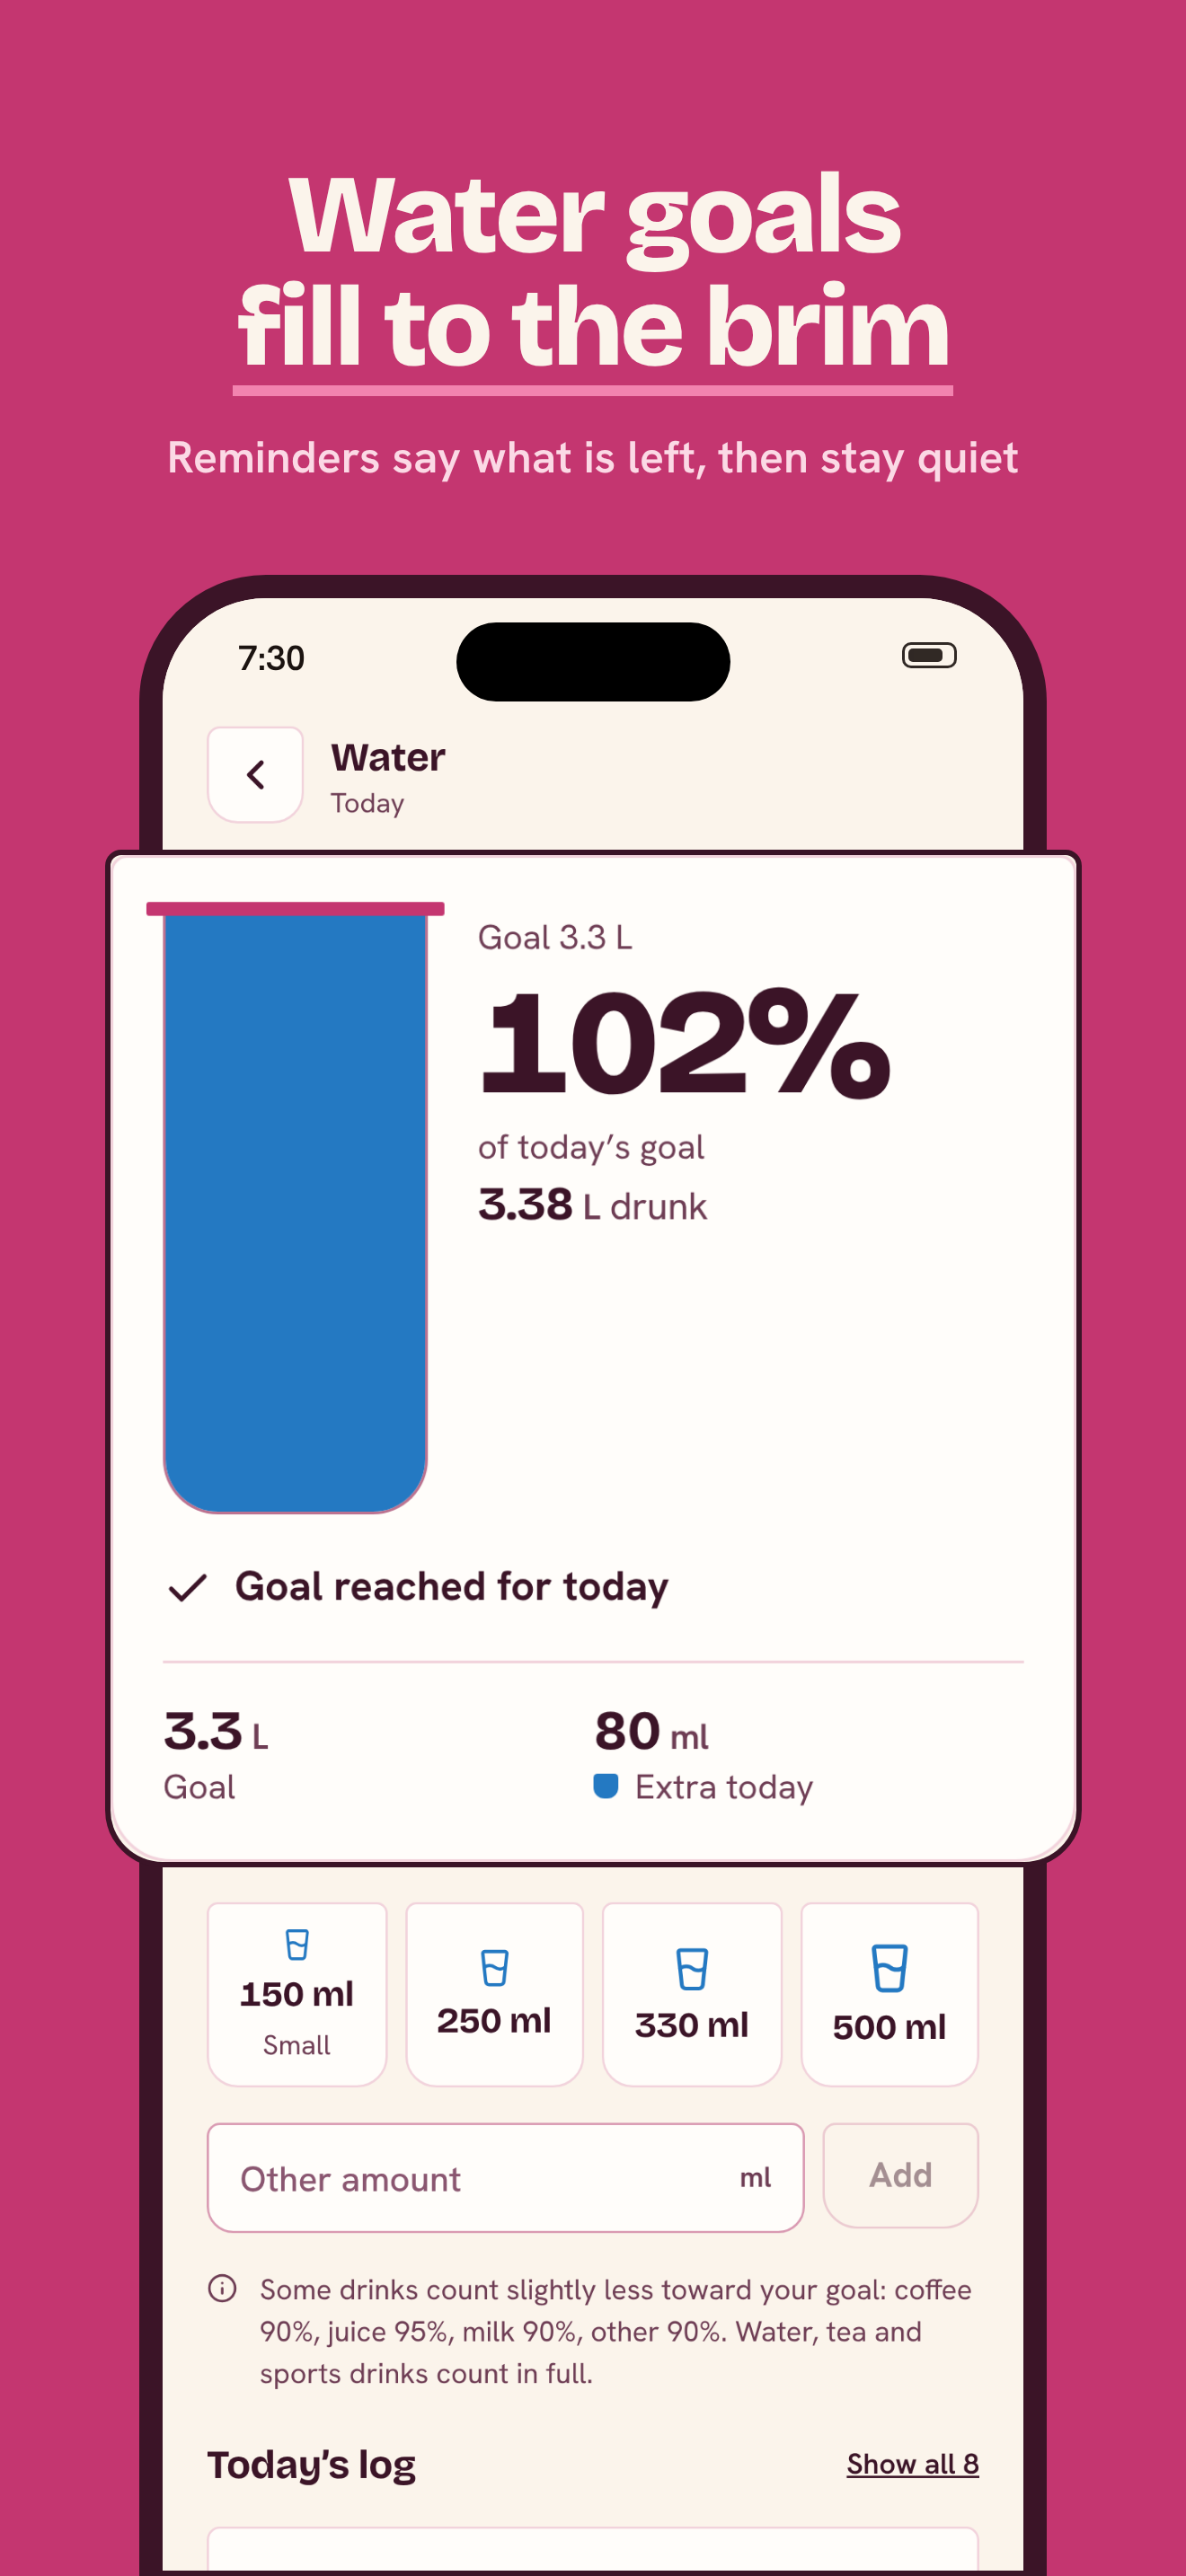 Water goals
fill to the brim
Reminders say what is left, then stay quiet
7:30
Water
Today
Goal 3.3 L
102%
of today’s goal
3.38 L drunk
Goal reached for today
3.3 L
Goal
80 ml
Extra today
150 ml
Small
250 ml
330 ml
500 ml
Other amount ml
Add
Some drinks count slightly less toward your goal: coffee
90%, juice 95%, milk 90%, other 90%. Water, tea and
sports drinks count in full.
Today’s log
Show all 8